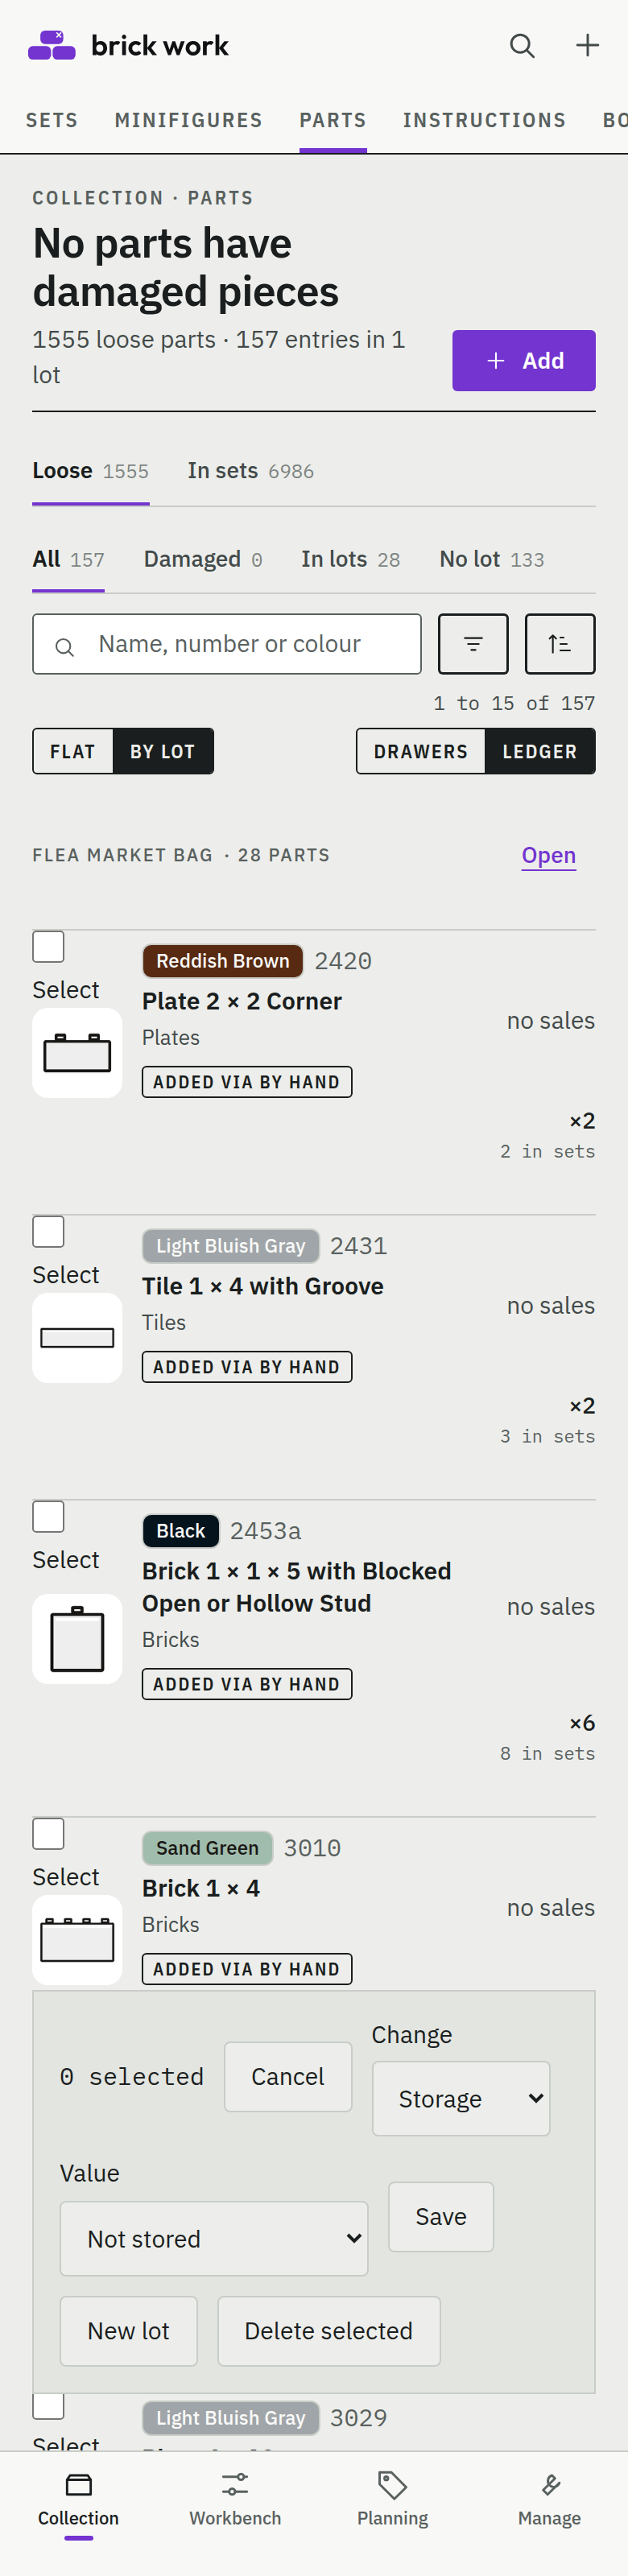 brick work
SETS MINIFIGURES PARTS INSTRUCTIONS BO
COLLECTION · PARTS
No parts have
damaged pieces
1555 loose parts · 157 entries in 1
lot
Add
Loose 1555 In sets 6986
All 157 Damaged 0 In lots 28 No lot 133
Name, number or colour
1 to 15 of 157
FLAT BY LOT DRAWERS LEDGER
FLEA MARKET BAG · 28 PARTS Open
Select
Reddish Brown 2420
Plate 2 × 2 Corner
Plates
ADDED VIA BY HAND
no sales
×2
2 in sets
Select
Light Bluish Gray 2431
Tile 1 × 4 with Groove
Tiles
ADDED VIA BY HAND
no sales
×2
3 in sets
Select
Black 2453a
Brick 1 × 1 × 5 with Blocked
Open or Hollow Stud
Bricks
ADDED VIA BY HAND
no sales
×6
8 in sets
Select
Sand Green 3010
Brick 1 × 4
Bricks
ADDED VIA BY HAND
no sales
0 selected
Cancel
Change
Storage
Value
Not stored
Save
New lot
Delete selected
Light Bluish Gray 3029
Select
Collection Workbench Planning Manage